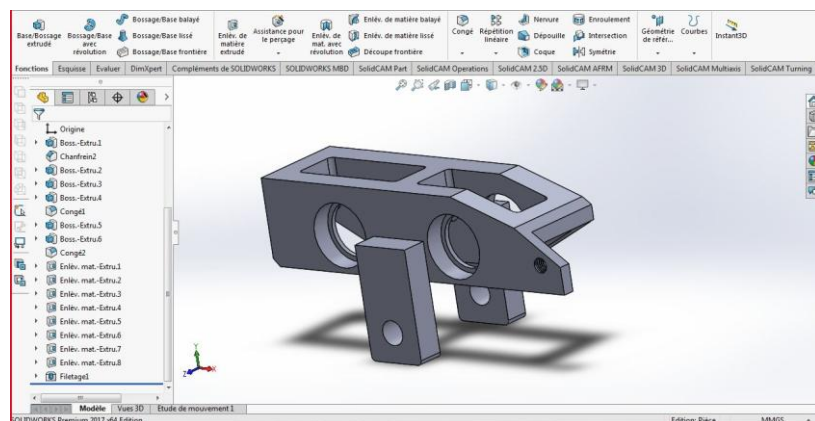 Base/Bossage extrudé
Bossage/Base avec révolution
Bossage/Base balayé
Bossage/Base lissé
Bossage/Base frontière
Enlèv. de matière extrudé
Assistance pour le perçage
Enlèv. de mat. avec révolution
Enlèv. de matière balayé
Enlèv. de matière lissé
Découpe frontière
Congé
Répétition linéaire
Nervure
Dépouille
Coque
Enroulement
Intersection
Symétrie
Géométrie de référ...
Courbes
Instant3D
Fonctions Esquisse Evaluer DimXpert Compléments de SOLIDWORKS SOLIDWORKS MBD SolidCAM Part SolidCAM Operations SolidCAM 2.5D SolidCAM AFRM SolidCAM 3D SolidCAM Multiaxis SolidCAM Turning
Origine
Boss.-Extru.1
Chanfrein2
Boss.-Extru.2
Boss.-Extru.3
Boss.-Extru.4
Congé1
Boss.-Extru.5
Boss.-Extru.6
Congé2
Enlèv. mat.-Extru.1
Enlèv. mat.-Extru.2
Enlèv. mat.-Extru.3
Enlèv. mat.-Extru.4
Enlèv. mat.-Extru.5
Enlèv. mat.-Extru.6
Enlèv. mat.-Extru.7
Enlèv. mat.-Extru.8
Filetage1
Y
Z X
Modèle Vues 3D Etude de mouvement 1
SOLIDWORKS Premium 2017 x64 Edition Edition: Pièce MMGS